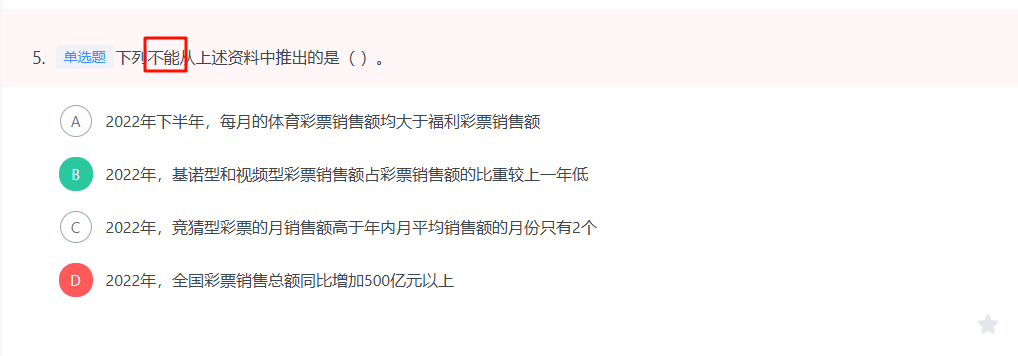 5. 单选题 下列不能从上述资料中推出的是（ ）。
A 2022年下半年，每月的体育彩票销售额均大于福利彩票销售额
B 2022年，基诺型和视频型彩票销售额占彩票销售额的比重较上一年低
C 2022年，竞猜型彩票的月销售额高于年内月平均销售额的月份只有2个
D 2022年，全国彩票销售总额同比增加500亿元以上